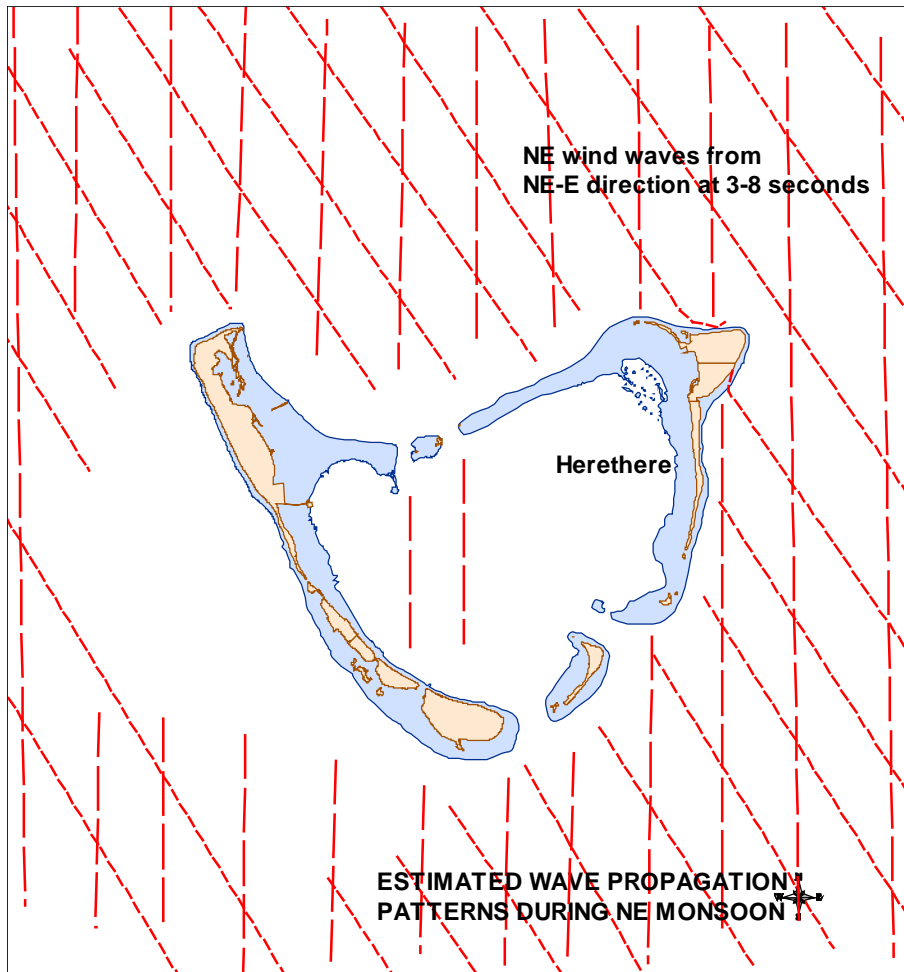 NE wind waves from
NE-E direction at 3-8 seconds
Herethere
ESTIMATED WAVE PROPAGATION
PATTERNS DURING NE MONSOON